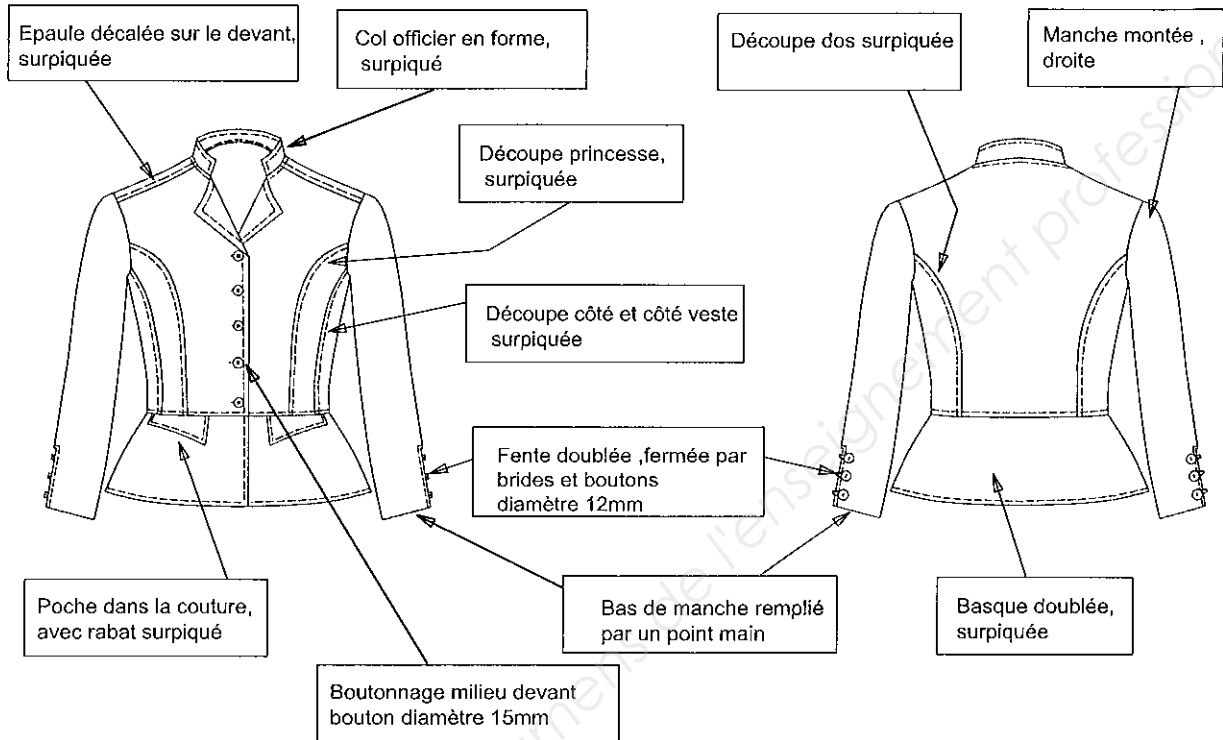 Epaule décalée sur le devant,
surpiquée
Col officier en forme,
surpiqué
Découpe dos surpiquée
Manche montée ,
droite
Découpe princesse,
surpiquée
Découpe côté et côté veste
surpiquée
Fente doublée ,fermée par
brides et boutons
diamètre 12mm
Poche dans la couture,
avec rabat surpiqué
Bas de manche remplié
par un point main
Basque doublée,
surpiquée
Boutonnage milieu devant
bouton diamètre 15mm
de l'enseignement profession